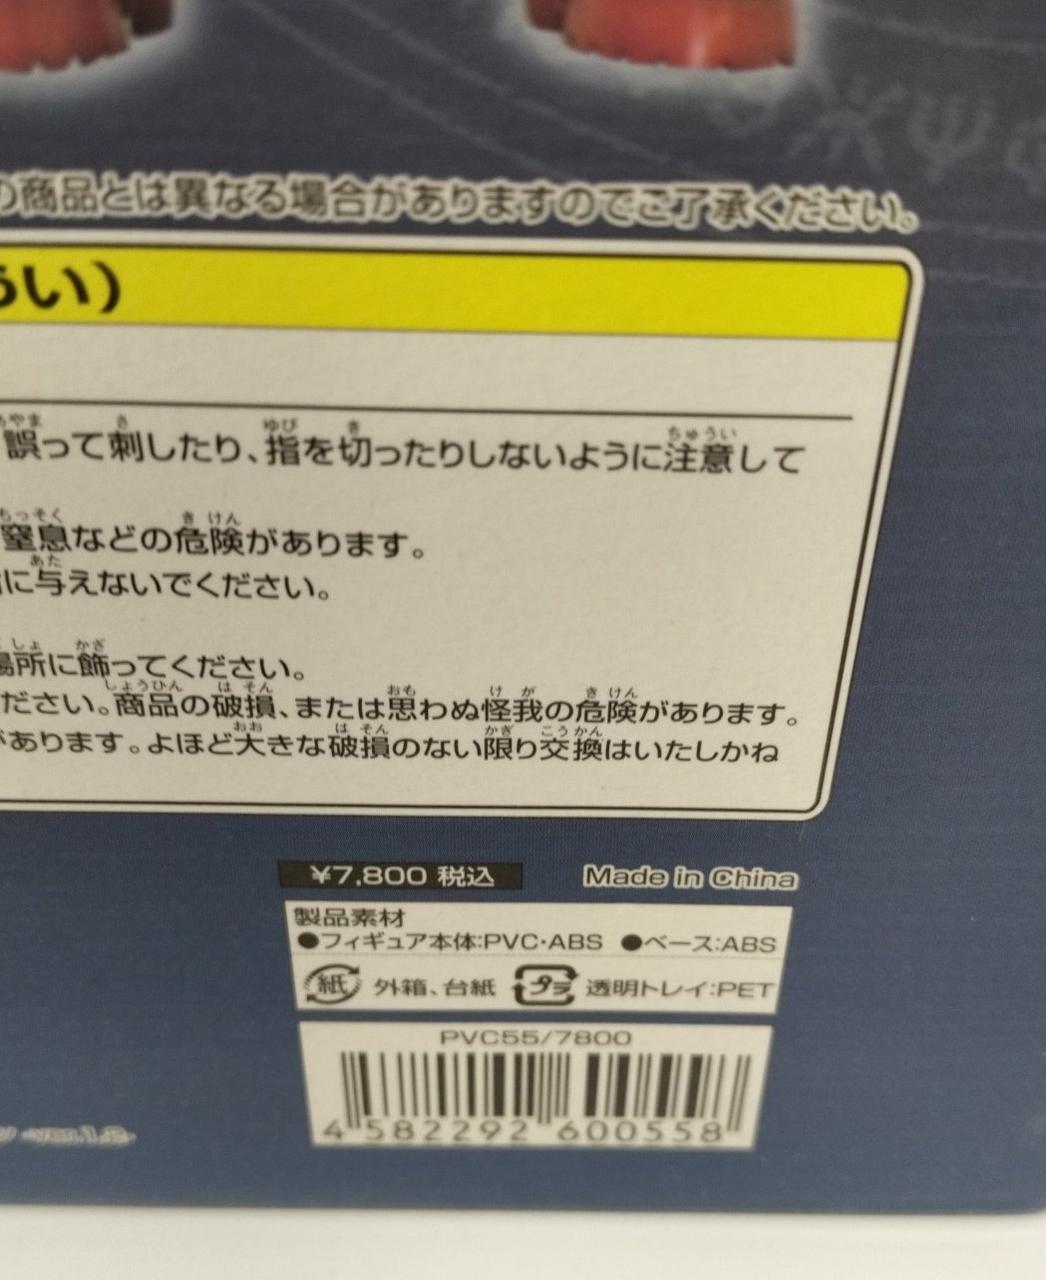 の商品とは異なる場合がありますのでご了承ください。
うい）
誤って刺したり、指を切ったりしないように注意して
窒息などの危険があります。
に与えないでください。
場所に飾ってください。
ださい。商品の破損、または思わぬ怪我の危険があります。
があります。よほど大きな破損のない限り交換はいたしかね
¥7,800 税込 Made in China
製品素材
●フィギュア本体:PVC・ABS ●ベース:ABS
紙 外箱、台紙 プラ 透明トレイ:PET
PVC55/7800
4 582292 600558
ver.1.2-